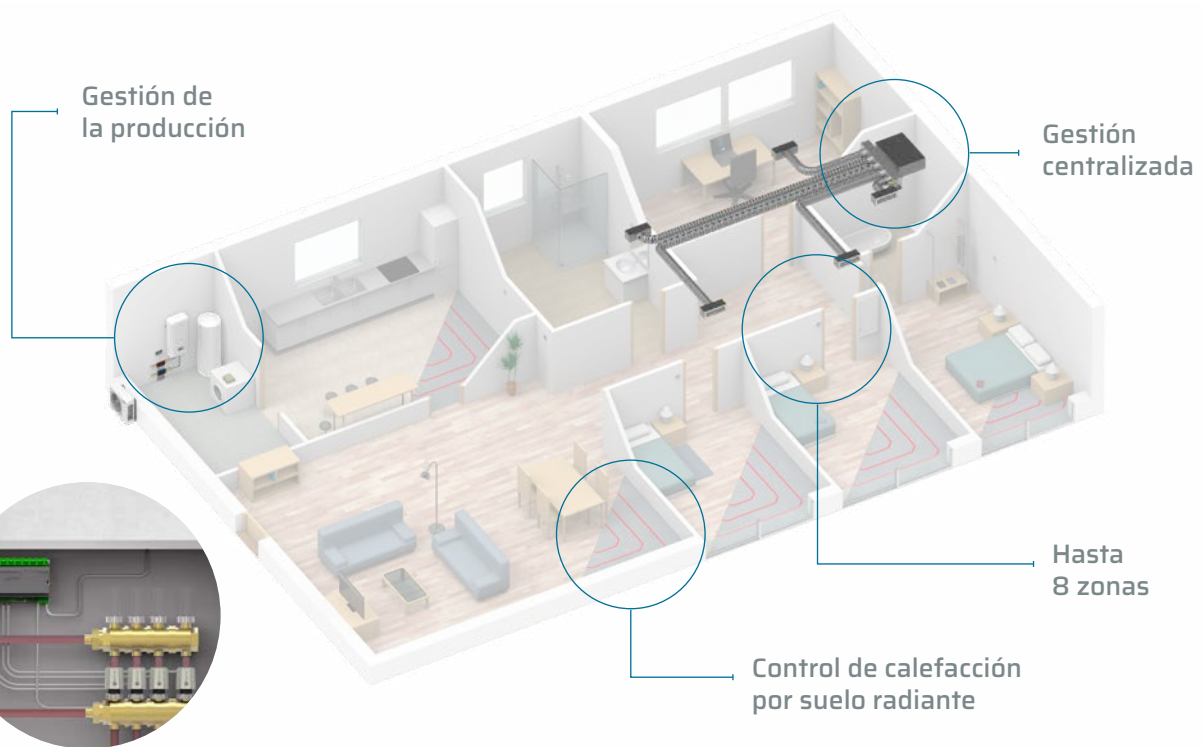 Gestión de
la producción
Gestión
centralizada
Hasta
8 zonas
Control de calefacción
por suelo radiante